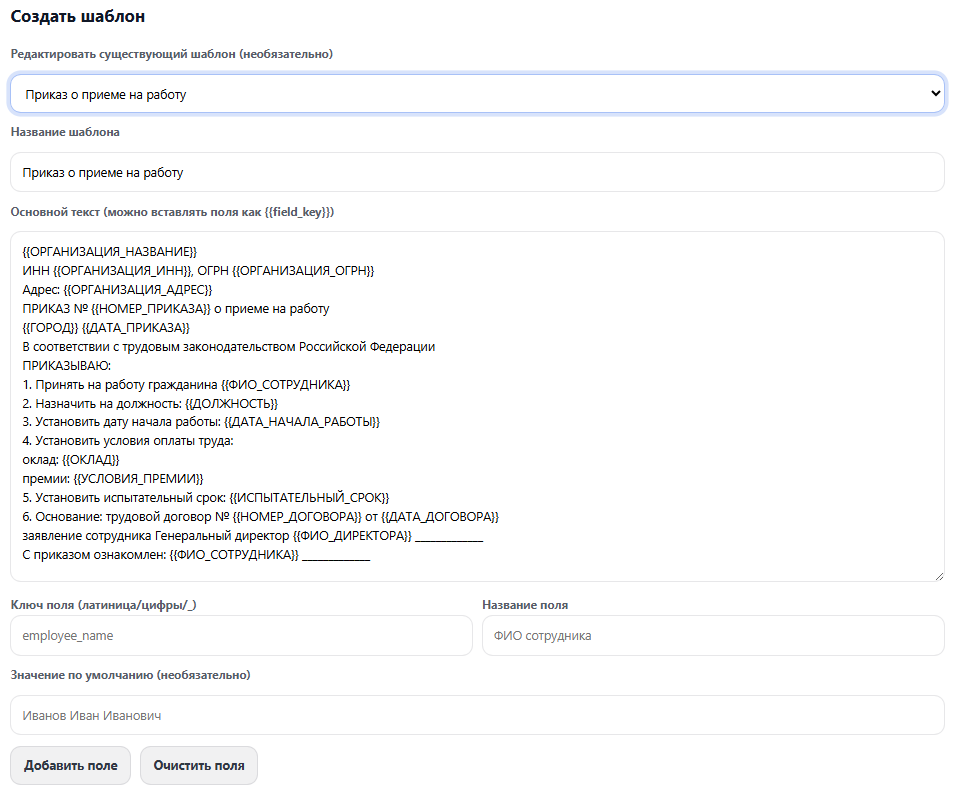 Создать шаблон
Редактировать существующий шаблон (необязательно)
Приказ о приеме на работу
Название шаблона
Приказ о приеме на работу
Основной текст (можно вставлять поля как {{field_key}})
{{ОРГАНИЗАЦИЯ_НАЗВАНИЕ}}
ИНН {{ОРГАНИЗАЦИЯ_ИНН}}, ОГРН {{ОРГАНИЗАЦИЯ_ОГРН}}
Адрес: {{ОРГАНИЗАЦИЯ_АДРЕС}}
ПРИКАЗ № {{НОМЕР_ПРИКАЗА}} о приеме на работу
{{ГОРОД}} {{ДАТА_ПРИКАЗА}}
В соответствии с трудовым законодательством Российской Федерации
ПРИКАЗЫВАЮ:
1. Принять на работу гражданина {{ФИО_СОТРУДНИКА}}
2. Назначить на должность: {{ДОЛЖНОСТЬ}}
3. Установить дату начала работы: {{ДАТА_НАЧАЛА_РАБОТЫ}}
4. Установить условия оплаты труда:
оклад: {{ОКЛАД}}
премии: {{УСЛОВИЯ_ПРЕМИИ}}
5. Установить испытательный срок: {{ИСПЫТАТЕЛЬНЫЙ_СРОК}}
6. Основание: трудовой договор № {{НОМЕР_ДОГОВОРА}} от {{ДАТА_ДОГОВОРА}}
заявление сотрудника Генеральный директор {{ФИО_ДИРЕКТОРА}} ____________
С приказом ознакомлен: {{ФИО_СОТРУДНИКА}} ____________
Ключ поля (латиница/цифры/_) Название поля
employee_name ФИО сотрудника
Значение по умолчанию (необязательно)
Иванов Иван Иванович
Добавить поле Очистить поля